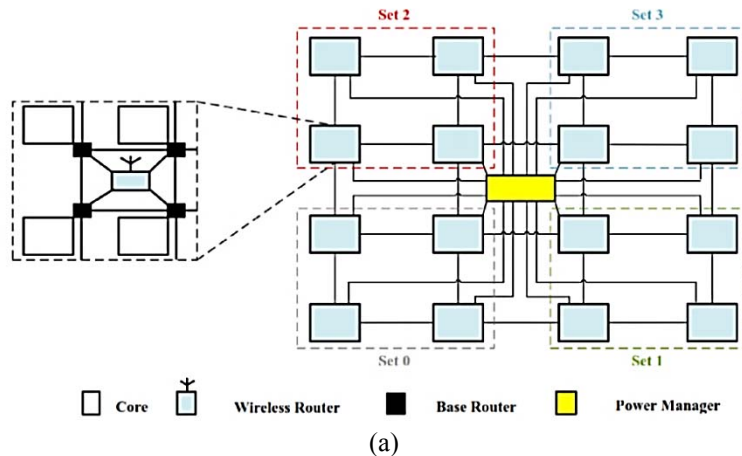 Set 2
Set 3
Set 0
Set 1
Core
Wireless Router
Base Router
Power Manager
(a)